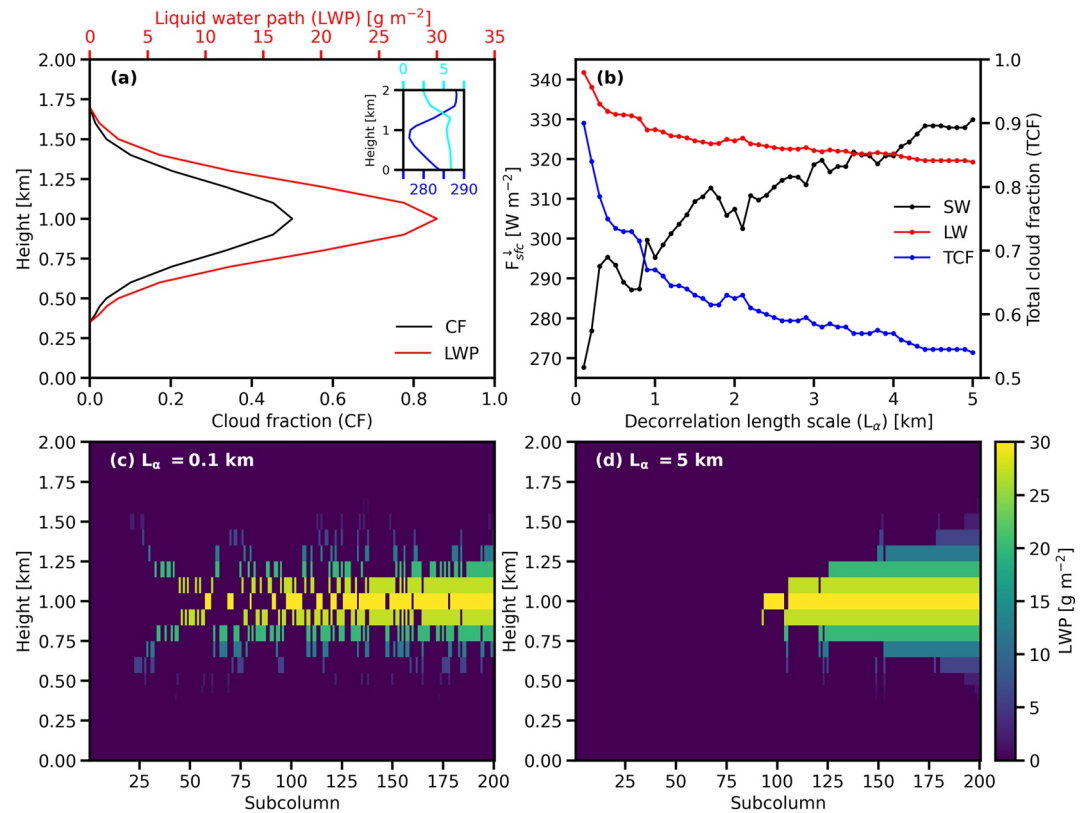 Liquid water path (LWP) [g m−2]
0 5 10 15 20 25 30 35
(a)
2.00
1.75
1.50
1.25
1.00
0.75
0.50
0.25
0.00
Height [km]
0 5
2
1
0
Height [km]
280 290
CF
LWP
0.0 0.2 0.4 0.6 0.8 1.0
Cloud fraction (CF)
(b)
340
330
320
310
300
290
280
270
F↓sfc [W m−2]
SW
LW
TCF
1.0
0.9
0.8
0.7
0.6
0.5
Total cloud fraction (TCF)
0 1 2 3 4 5
Decorrelation length scale (Lα) [km]
(c) Lα = 0.1 km
2.00
1.75
1.50
1.25
1.00
0.75
0.50
0.25
0.00
Height [km]
25 50 75 100 125 150 175 200
Subcolumn
(d) Lα = 5 km
2.00
1.75
1.50
1.25
1.00
0.75
0.50
0.25
0.00
Height [km]
25 50 75 100 125 150 175 200
Subcolumn
30
25
20
15
10
5
0
LWP [g m−2]